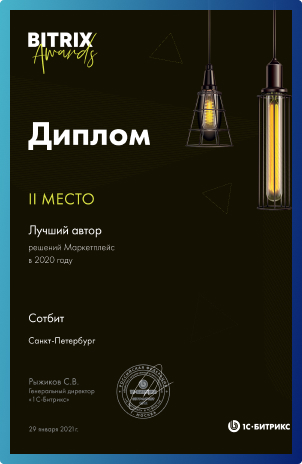 BITRIX
Awards
Диплом
II МЕСТО
Лучший автор
решений Маркетплейс
в 2020 году
Сотбит
Санкт-Петербург
Рыжиков С.В.
Генеральный директор
«1С-Битрикс»
29 января 2021г.
1С-БИТРИКС